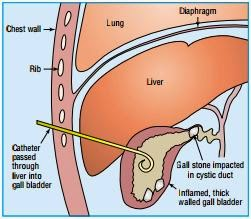 Diaphragm
Lung
Chest wall
Rib
Liver
Catheter
passed
through
liver into
gall bladder
Gall stone impacted
in cystic duct
Inflamed, thick
walled gall bladder